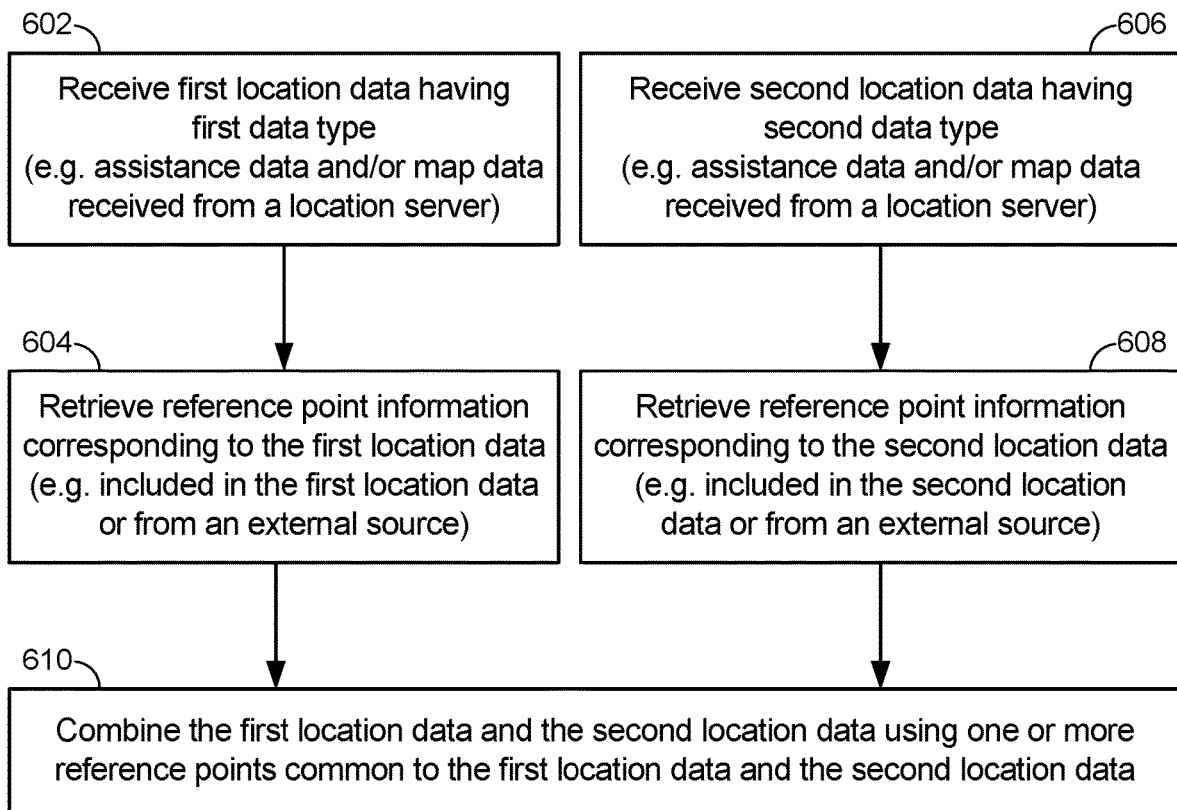 602
Receive first location data having
first data type
(e.g. assistance data and/or map data
received from a location server)
606
Receive second location data having
second data type
(e.g. assistance data and/or map data
received from a location server)
604
Retrieve reference point information
corresponding to the first location data
(e.g. included in the first location data
or from an external source)
608
Retrieve reference point information
corresponding to the second location data
(e.g. included in the second location
data or from an external source)
610
Combine the first location data and the second location data using one or more
reference points common to the first location data and the second location data